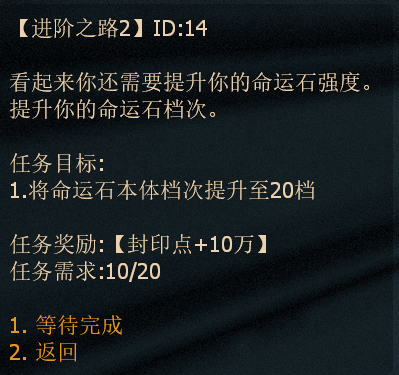 【进阶之路2】ID:14
看起来你还需要提升你的命运石强度。
提升你的命运石档次。
任务目标:
1.将命运石本体档次提升至20档
任务奖励:【封印点+10万】
任务需求:10/20
1. 等待完成
2. 返回